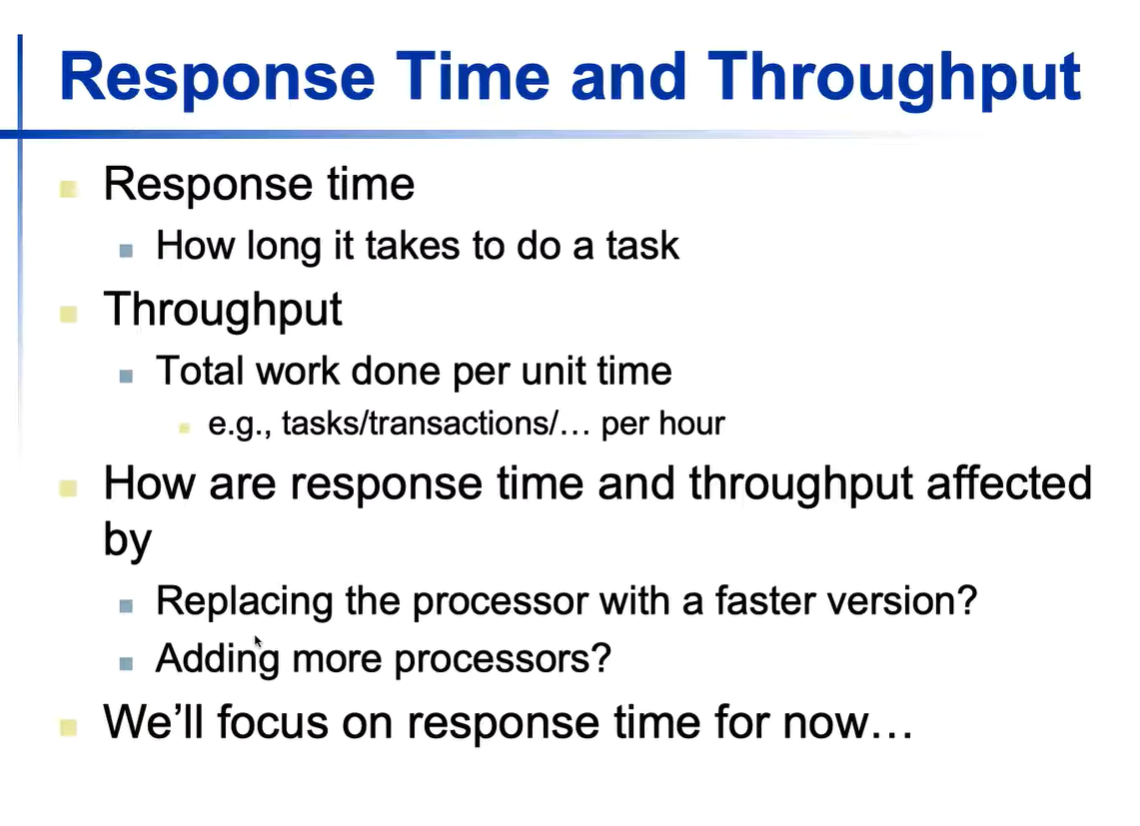 Response Time and Throughput
Response time
How long it takes to do a task
Throughput
Total work done per unit time
e.g., tasks/transactions/… per hour
How are response time and throughput affected
by
Replacing the processor with a faster version?
Adding more processors?
We’ll focus on response time for now…